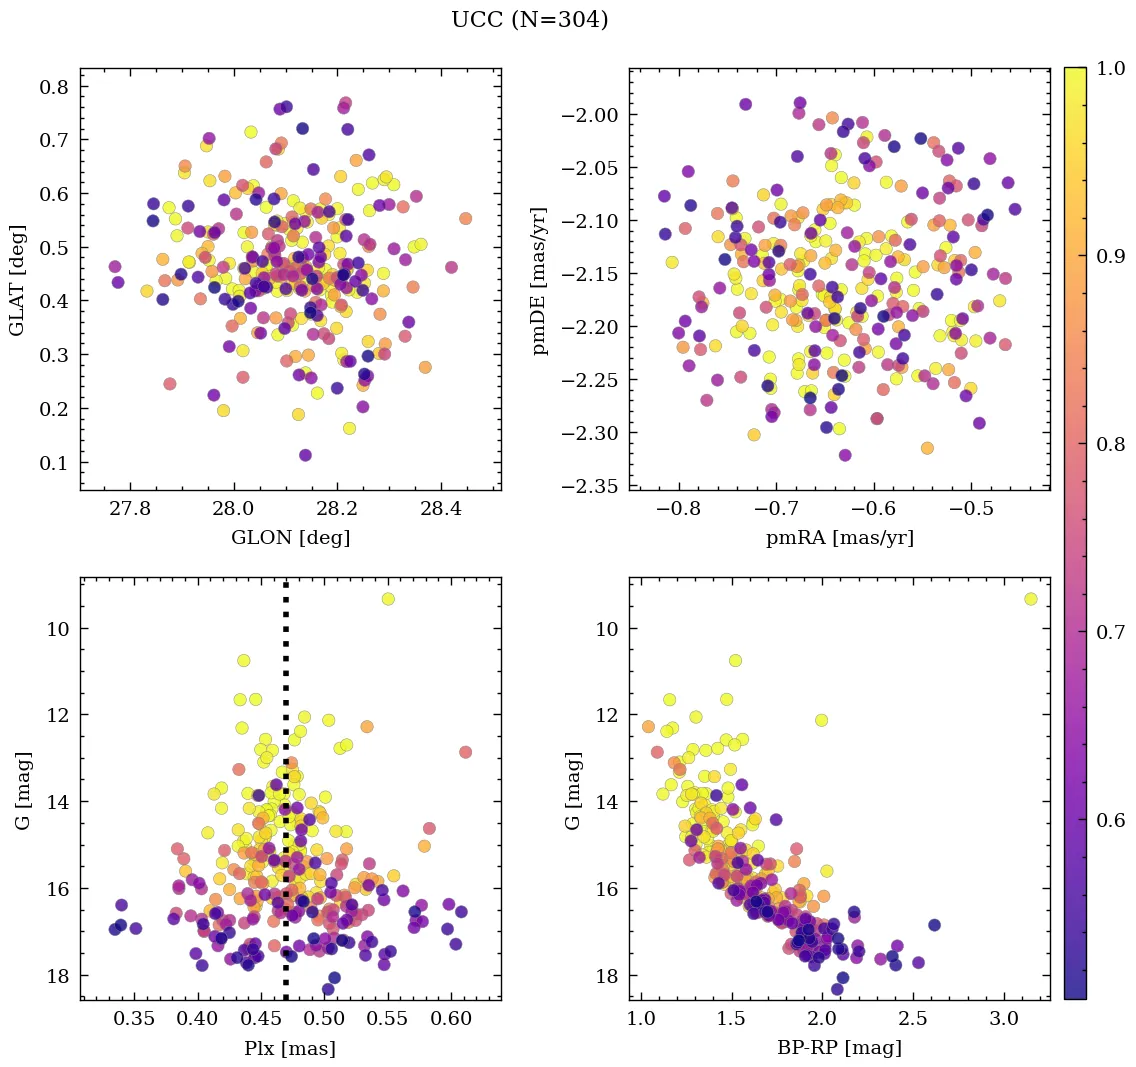 UCC (N=304)
0.8
0.7
0.6
0.5
0.4
0.3
0.2
0.1
GLAT [deg]
27.8 28.0 28.2 28.4
GLON [deg]
−2.00
−2.05
−2.10
−2.15
−2.20
−2.25
−2.30
−2.35
pmDE [mas/yr]
−0.8 −0.7 −0.6 −0.5
pmRA [mas/yr]
1.0
0.9
0.8
0.7
0.6
10
12
14
16
18
G [mag]
0.35 0.40 0.45 0.50 0.55 0.60
Plx [mas]
10
12
14
16
18
G [mag]
1.0 1.5 2.0 2.5 3.0
BP-RP [mag]